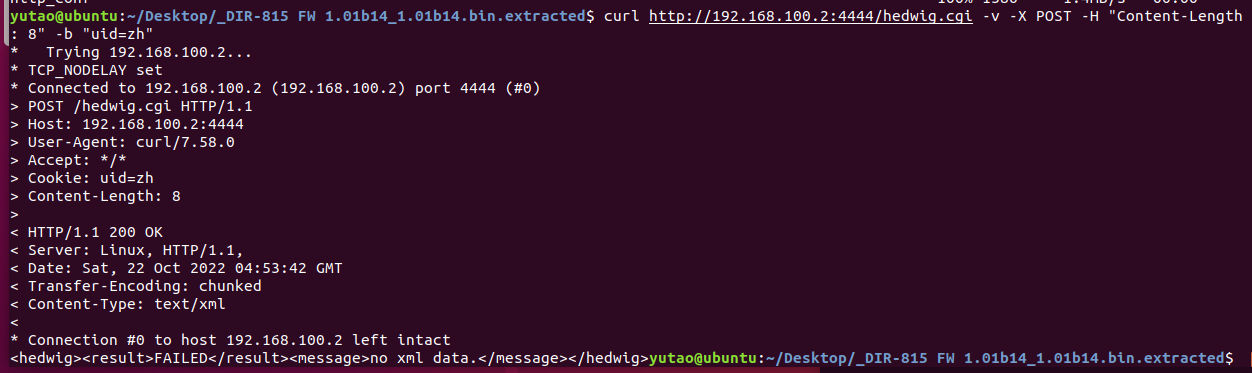 yutao@ubuntu:~/Desktop/_DIR-815 FW 1.01b14_1.01b14.bin.extracted$ curl http://192.168.100.2:4444/hedwig.cgi -v -X POST -H "Content-Length
: 8" -b "uid=zh"
*   Trying 192.168.100.2...
* TCP_NODELAY set
* Connected to 192.168.100.2 (192.168.100.2) port 4444 (#0)
> POST /hedwig.cgi HTTP/1.1
> Host: 192.168.100.2:4444
> User-Agent: curl/7.58.0
> Accept: */*
> Cookie: uid=zh
> Content-Length: 8
>
< HTTP/1.1 200 OK
< Server: Linux, HTTP/1.1,
< Date: Sat, 22 Oct 2022 04:53:42 GMT
< Transfer-Encoding: chunked
< Content-Type: text/xml
<
* Connection #0 to host 192.168.100.2 left intact
<hedwig><result>FAILED</result><message>no xml data.</message></hedwig>yutao@ubuntu:~/Desktop/_DIR-815 FW 1.01b14_1.01b14.bin.extracted$